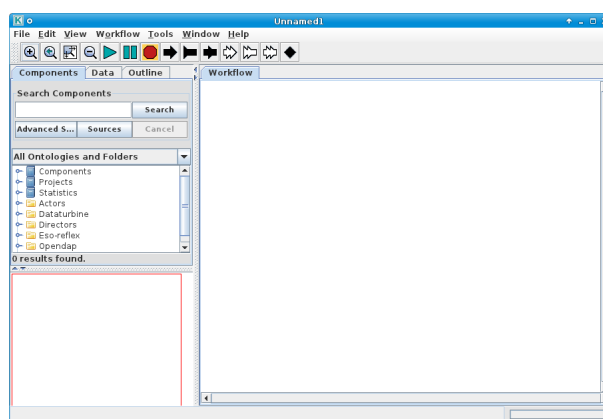 K
Unnamed1
File Edit View Workflow Tools Window Help
Components Data Outline
Workflow
Search Components
Search
Advanced S... Sources Cancel
All Ontologies and Folders
Components
Projects
Statistics
Actors
Dataturbine
Directors
Eso-reflex
Opendap
0 results found.